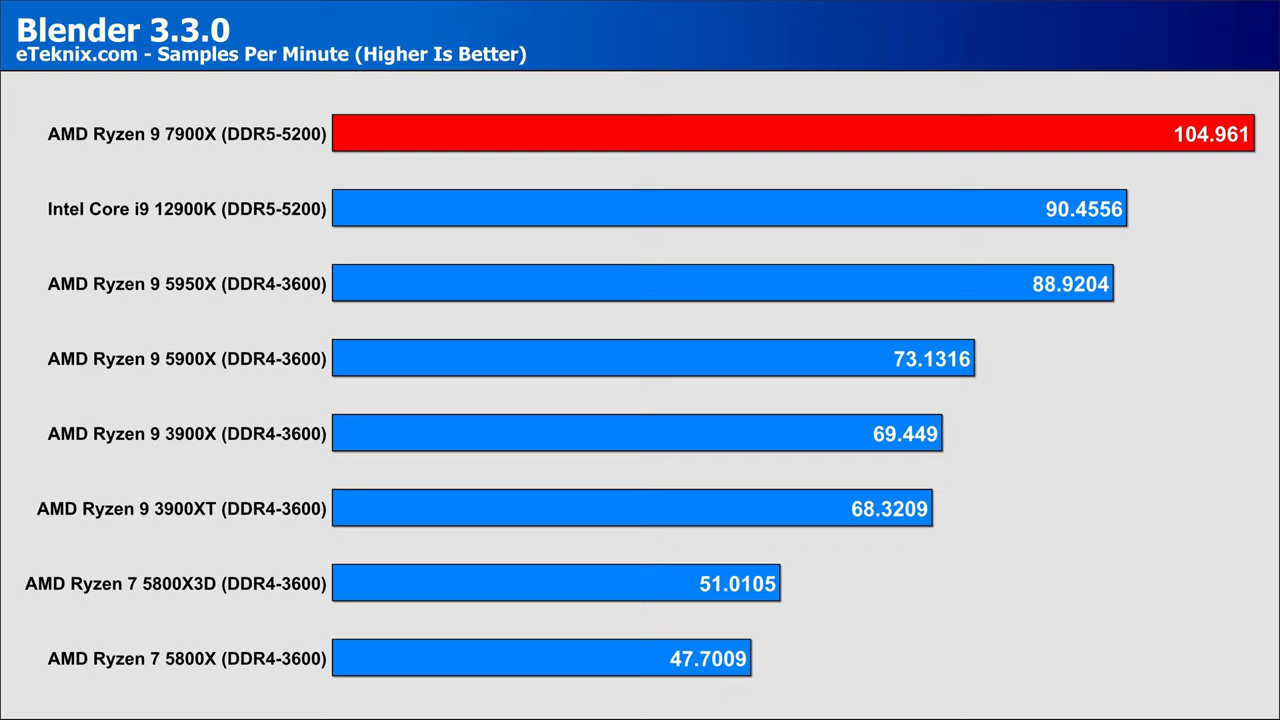 Blender 3.3.0
eTeknix.com - Samples Per Minute (Higher Is Better)
AMD Ryzen 9 7900X (DDR5-5200) 104.961
Intel Core i9 12900K (DDR5-5200) 90.4556
AMD Ryzen 9 5950X (DDR4-3600) 88.9204
AMD Ryzen 9 5900X (DDR4-3600) 73.1316
AMD Ryzen 9 3900X (DDR4-3600) 69.449
AMD Ryzen 9 3900XT (DDR4-3600) 68.3209
AMD Ryzen 7 5800X3D (DDR4-3600) 51.0105
AMD Ryzen 7 5800X (DDR4-3600) 47.7009